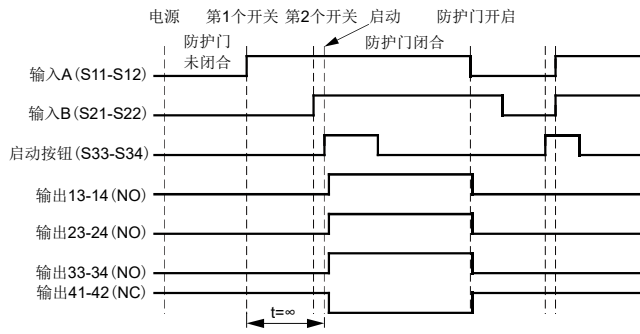 电源 第1个开关 第2个开关 启动 防护门开启
防护门
未闭合
防护门闭合
输入A(S11-S12)
输入B(S21-S22)
启动按钮(S33-S34)
输出13-14(NO)
输出23-24(NO)
输出33-34(NO)
输出41-42(NC)
t=∞